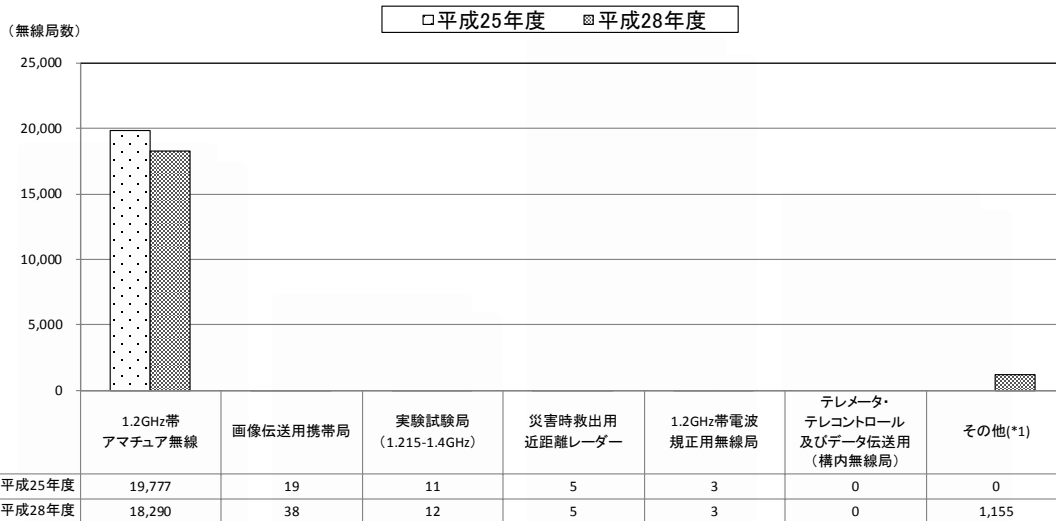 □平成25年度 ▩平成28年度
(無線局数)
25,000
20,000
15,000
10,000
5,000
0
1.2GHz帯
アマチュア無線
画像伝送用携帯局
実験試験局
(1.215-1.4GHz)
災害時救出用
近距離レーダー
1.2GHz帯電波
規正用無線局
テレメータ・
テレコントロール
及びデータ伝送用
(構内無線局)
その他(*1)
平成25年度 19,777 19 11 5 3 0 0
平成28年度 18,290 38 12 5 3 0 1,155